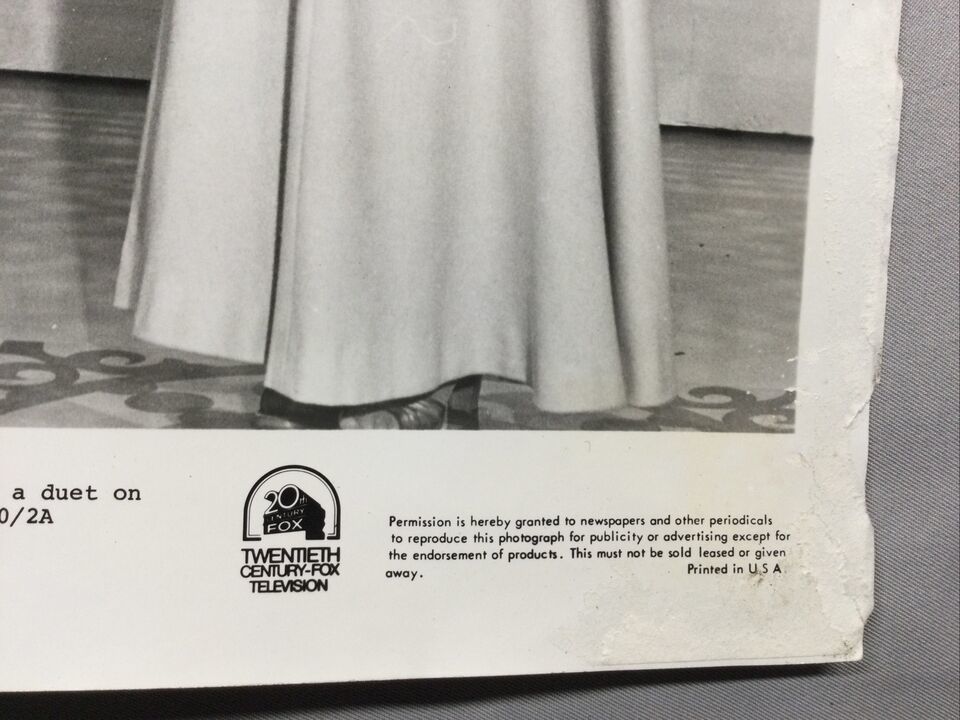 a duet on
0/2A
20th
CENTURY
FOX
TWENTIETH
CENTURY-FOX
TELEVISION
Permission is hereby granted to newspapers and other periodicals
to reproduce this photograph for publicity or advertising except for
the endorsement of products. This must not be sold leased or given
away. Printed in U S A.